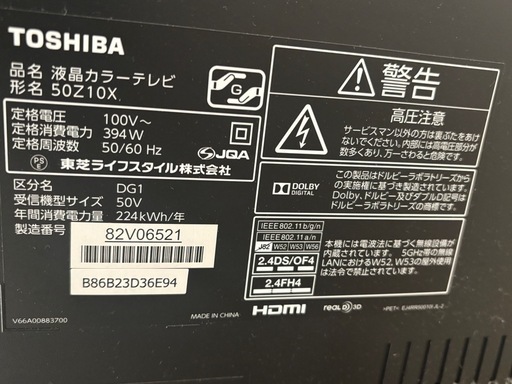 TOSHIBA
品名 液晶カラーテレビ
形名 50Z10X
定格電圧 100V～
定格消費電力 394W
定格周波数 50/60 Hz
PS
E
JQA
東芝ライフスタイル株式会社
区分名 DG1
受信機型サイズ 50V
年間消費電力量 224kWh/年
製造番号
82V06521
B86B23D36E94
V66A00883700
MADE IN CHINA
G
警告
高圧注意
サービスマン以外の方は裏ぶたをあけ
ないでください。内部には高電圧部分が
数多くあり、万一さわると危険です。
DOLBY
DIGITAL
この製品はドルビーラボラトリーズから
の実施権に基づき製造されています。
Dolby、ドルビー及びダブルD記号は
ドルビーラボラトリーズの商標です。
IEEE802.11b/g/n
IEEE802.11a/n
J52 W52 W53 W56
2.4DS/OF4
2.4FH4
本機には電波法に基づく無線設備が
内蔵されています。 5GHz帯の無線
LANにおけるW52、W53の屋外使用
は法令で禁止されています。
HDMI
REAL D 3D
>PET<